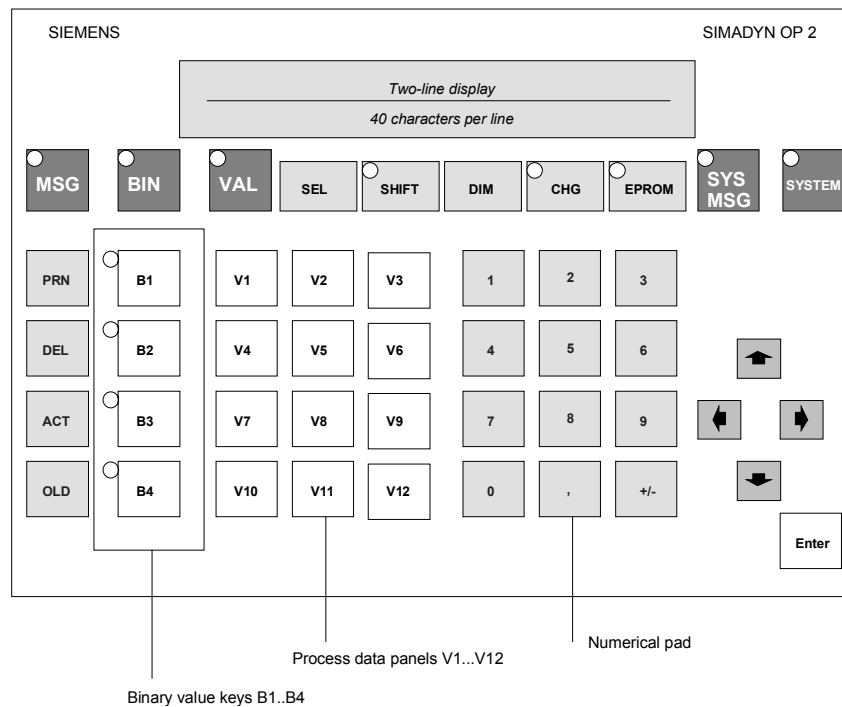 SIEMENS SIMADYN OP 2
Two-line display
40 characters per line
MSG BIN VAL SEL SHIFT DIM CHG EPROM SYS MSG SYSTEM
PRN B1 V1 V2 V3 1 2 3
DEL B2 V4 V5 V6 4 5 6
ACT B3 V7 V8 V9 7 8 9
OLD B4 V10 V11 V12 0 , +/-
Enter
Numerical pad
Process data panels V1...V12
Binary value keys B1..B4